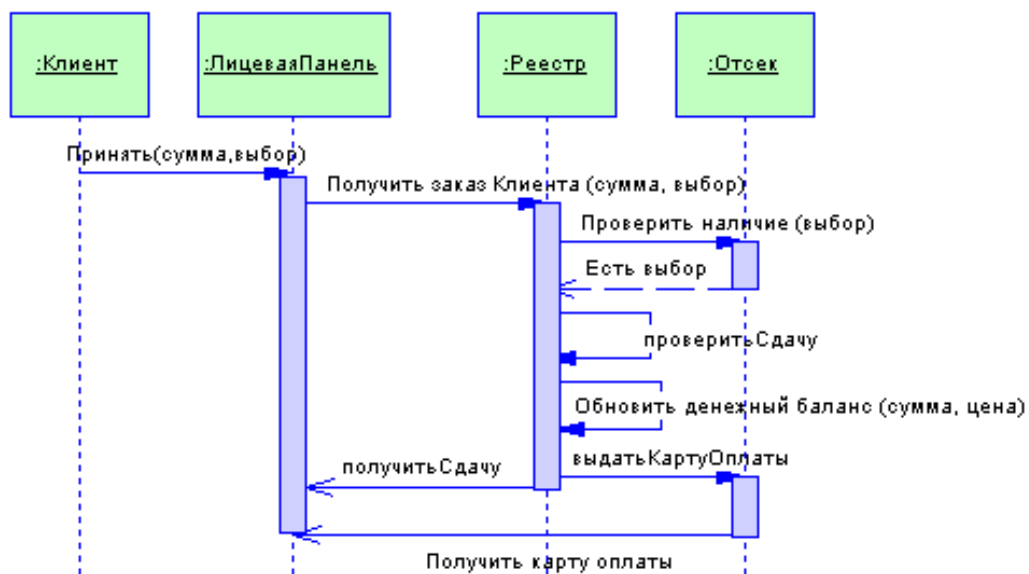 :Клиент
:ЛицеваяПанель
:Реестр
:Отсек
Принять(сумма,выбор)
Получить заказ Клиента (сумма, выбор)
Проверить наличие (выбор)
Есть выбор
проверитьСдачу
Обновить денежный баланс (сумма, цена)
выдатьКартуОплаты
получитьСдачу
Получить карту оплаты